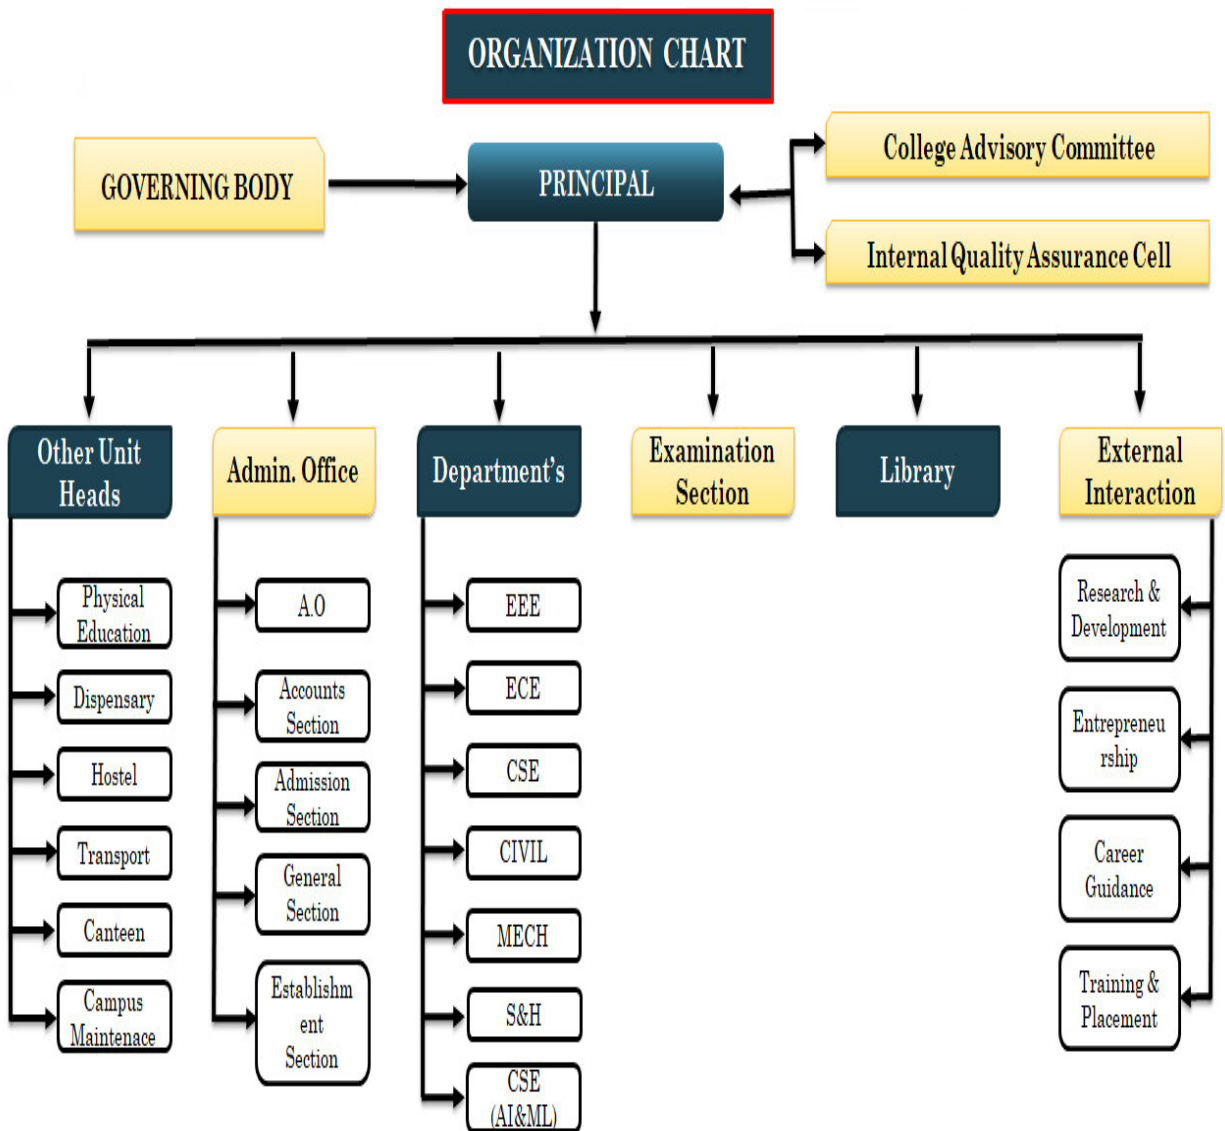 ORGANIZATION CHART
GOVERNING BODY
PRINCIPAL
College Advisory Committee
Internal Quality Assurance Cell
Other Unit
Heads
Physical
Education
Dispensary
Hostel
Transport
Canteen
Campus
Maintenace
Admin. Office
A.O
Accounts
Section
Admission
Section
General
Section
Establishm
ent
Section
Department's
EEE
ECE
CSE
CIVIL
MECH
S&H
CSE
(AI&ML)
Examination
Section
Library
External
Interaction
Research &
Development
Entrepreneu
rship
Career
Guidance
Training &
Placement